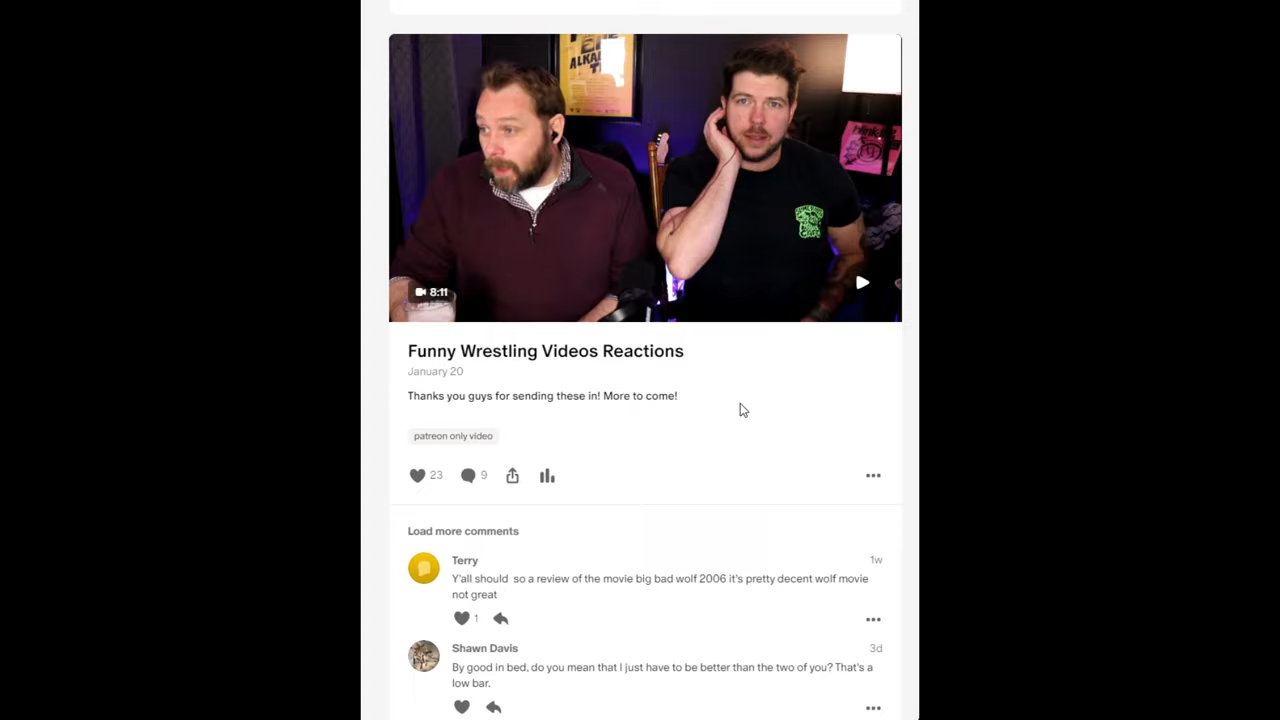 ALKA
8:11
Funny Wrestling Videos Reactions
January 20
Thanks you guys for sending these in! More to come!
patreon only video
23
9
Load more comments
Terry
1w
Y'all should so a review of the movie big bad wolf 2006 it's pretty decent wolf movie
not great
1
Shawn Davis
3d
By good in bed, do you mean that I just have to be better than the two of you? That's a
low bar.